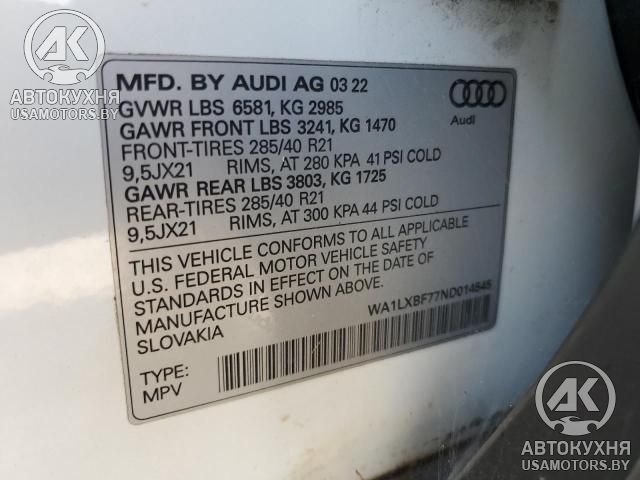 AK
АВТОКУХНЯ
USAMOTORS.BY
MFD. BY AUDI AG 03 22
GVWR LBS 6581, KG 2985
GAWR FRONT LBS 3241, KG 1470
FRONT-TIRES 285/40 R21
9,5JX21 RIMS, AT 280 KPA 41 PSI COLD
GAWR REAR LBS 3803, KG 1725
REAR-TIRES 285/40 R21
9,5JX21 RIMS, AT 300 KPA 44 PSI COLD
Audi
THIS VEHICLE CONFORMS TO ALL APPLICABLE
U.S. FEDERAL MOTOR VEHICLE SAFETY
STANDARDS IN EFFECT ON THE DATE OF
MANUFACTURE SHOWN ABOVE.
SLOVAKIA
WA1LXBF77ND014645
TYPE:
MPV
AK
АВТОКУХНЯ
USAMOTORS.BY